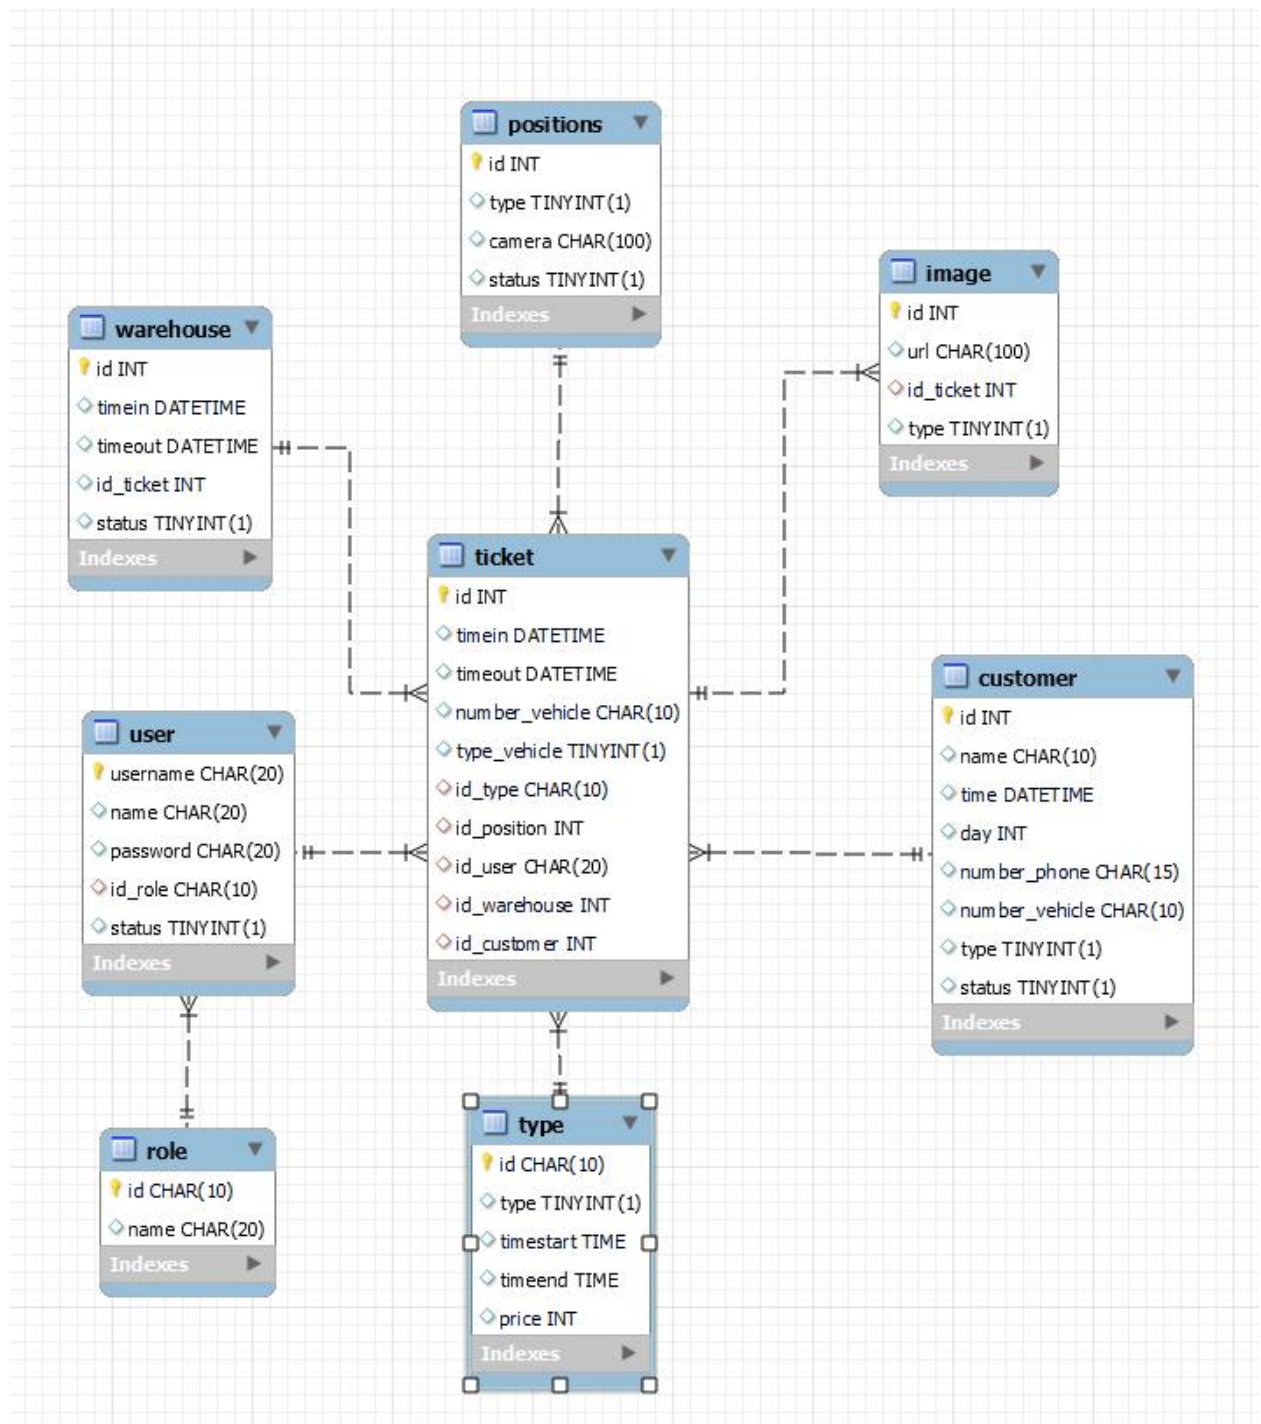 positions
id INT
type TINYINT(1)
camera CHAR(100)
status TINYINT(1)
Indexes
image
id INT
url CHAR(100)
id_ticket INT
type TINYINT(1)
Indexes
warehouse
id INT
timein DATETIME
timeout DATETIME
id_ticket INT
status TINYINT(1)
Indexes
ticket
id INT
timein DATETIME
timeout DATETIME
number_vehicle CHAR(10)
type_vehicle TINYINT(1)
id_type CHAR(10)
id_position INT
id_user CHAR(20)
id_warehouse INT
id_customer INT
Indexes
customer
id INT
name CHAR(10)
time DATETIME
day INT
number_phone CHAR(15)
number_vehicle CHAR(10)
type TINYINT(1)
status TINYINT(1)
Indexes
user
username CHAR(20)
name CHAR(20)
password CHAR(20)
id_role CHAR(10)
status TINYINT(1)
Indexes
role
id CHAR(10)
name CHAR(20)
Indexes
type
id CHAR(10)
type TINYINT(1)
timestart TIME
timeend TIME
price INT
Indexes